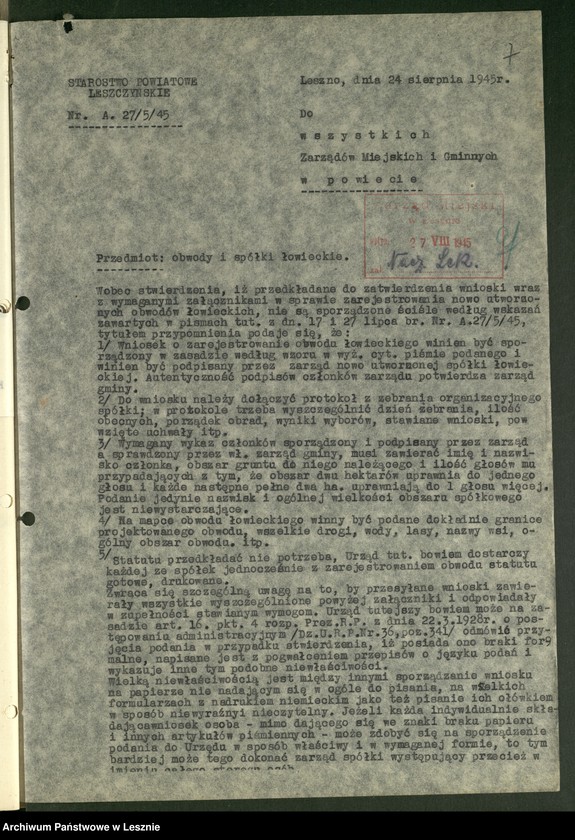 7
STAROSTWO POWIATOWE
LESZCZYŃSKIE
Nr. A. 27/5/45
Leszno, dnia 24 sierpnia 1945r.
Do
w s z y s t k i c h
Zarządów Miejskich i Gminnych
w p o w i e c i e
27 VIII 1945
Przedmiot: obwody i spółki łowieckie.
Wobec stwierdzenia, iż przedkładane do zatwierdzenia wnioski wraz
z wymaganymi załącznikami w sprawie zarejestrowania nowo utworzo-
nych obwodów łowieckich, nie są sporządzone ściśle według wskazań
zawartych w pismach tut. z dn. 17 i 27 lipca br. Nr. A.27/5/45,
tytułem przypomnienia podaje się, że :
1/ Wniosek o zarejestrowanie obwodu łowieckiego winien być spo-
rządzony w zasadzie według wzoru w wyż. cyt. piśmie podanego i
winien być podpisany przez zarząd nowo utworzonej spółki łowie-
ckiej. Autentyczność podpisów członków zarządu potwierdza zarząd
gminy.
2/ Do wniosku należy dołączyć protokół z zebrania organizacyjnego
spółki; w protokole trzeba wyszczególnić dzień zebrania, ilość
obecnych, porządek obrad, wyniki wyborów, stawiane wnioski, pow
wzięte uchwały itp.
3/ Wymagany wykaz członków sporządzony i podpisany przez zarząd
a sprawdzony przez wł. zarząd gminy, musi zawierać imię i nazwi-
sko członka, obszar gruntu do niego należącego i ilość głosów mu
przypadających z tym, że obszar dwu hektarów uprawnia do jednego
głosu i każde następne pełne dwa ha. uprawniają do 1 głosu więcej.
Podanie jedynie nazwisk i ogólnej wielkości obszaru spółkowego
jest niewystarczające.
4/ Na mapce obwodu łowieckiego winny być podane dokładnie granice
projektowanego obwodu, wszelkie drogi, wody, lasy, nazwy wsi, o-
gólny obszar obwodu. itp.
5/ Statutu przedkładać nie potrzeba, Urząd tut. bowiem dostarczy
każdej ze spółek jednocześnie z zarejestrowaniem obwodu statutu
gotowe, drukowane.
Zwraca się szczególną uwagę na to, by przesyłane wnioski zawie-
rały wszystkie wyszczególnione powyżej załączniki i odpowiadały
w zupełności stawianym wymogom. Urząd tutejszy bowiem może na za-
sadzie art. 16. pkt. 4 rozp. Prez.R.P. z dnia 22.3.1928r. o pos-
tępowaniu administracyjnym /Dz.U.R.P.Nr.36,poz.341/ odmówić przy-
jęcia podania w przypadku stwierdzenia, iż posiada ono braki for9
malne, napisane jest z pogwałceniem przepisów o języku podań i
wykazuje inne tym podobne niewłaściwości.
Wielką niewłaściwością jest między innymi sporządzenie wniosku
na papierze nie nadającym się w ogóle do pisania, na wszelkich
formularzach z nadrukiem niemieckim jako też pisanie ich ołówkiem
w sposób niewyraźny i nieczytelny. Jeżeli każda indywidualnie skła-
dającawniosek osoba - mimo dającego się we znaki braku papieru
i innych artykułów piśmiennych - może zdobyć się na sporządzenie
podania do Urzędu w sposób właściwy i w wymaganej formie, to tym
bardziej może tego dokonać zarząd spółki występujący przecież w
imieniu całego szeregu osób.
Archiwum Państwowe w Lesznie